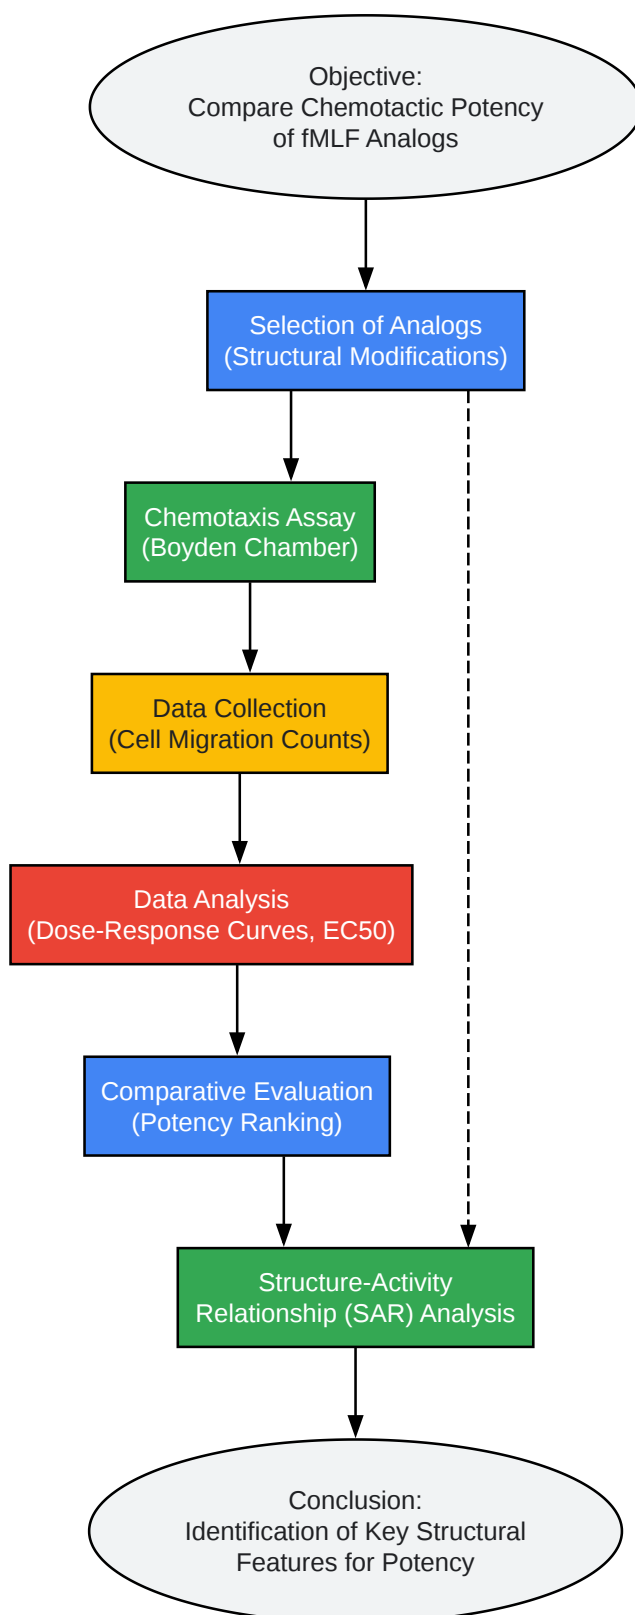 Objective:
Compare Chemotactic Potency
of fMLF Analogs
Selection of Analogs
(Structural Modifications)
Chemotaxis Assay
(Boyden Chamber)
Data Collection
(Cell Migration Counts)
Data Analysis
(Dose-Response Curves, EC50)
Comparative Evaluation
(Potency Ranking)
Structure-Activity
Relationship (SAR) Analysis
Conclusion:
Identification of Key Structural
Features for Potency